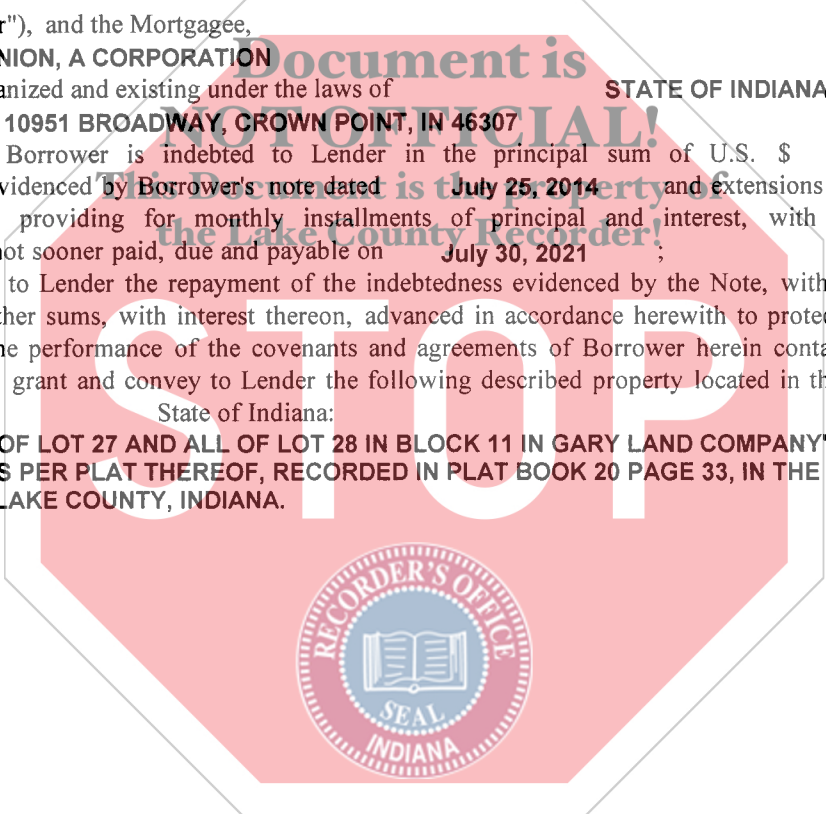 r"), and the Mortgagee,
NION, A CORPORATION
anized and existing under the laws of STATE OF INDIANA
10951 BROADWAY, CROWN POINT, IN 46307
Borrower is indebted to Lender in the principal sum of U.S. $
videnced by Borrower's note dated July 25, 2014 and extensions
providing for monthly installments of principal and interest, with
not sooner paid, due and payable on July 30, 2021 ;
to Lender the repayment of the indebtedness evidenced by the Note, with
her sums, with interest thereon, advanced in accordance herewith to protec
e performance of the covenants and agreements of Borrower herein conta
grant and convey to Lender the following described property located in th
State of Indiana:
OF LOT 27 AND ALL OF LOT 28 IN BLOCK 11 IN GARY LAND COMPANY'
S PER PLAT THEREOF, RECORDED IN PLAT BOOK 20 PAGE 33, IN THE
LAKE COUNTY, INDIANA.
Document is
NOT OFFICIAL!
This Document is the property of
the Lake County Recorder!
STOP
RECORDER'S OFFICE
SEAL
INDIANA